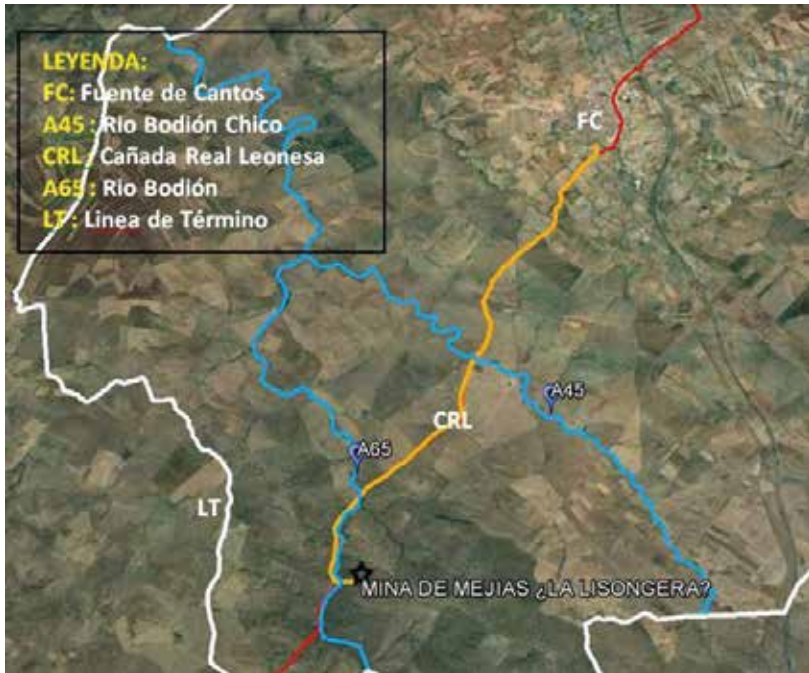 LEYENDA:
FC: Fuente de Cantos
A45 : Rio Bodión Chico
CRL : Cañada Real Leonesa
A65 : Rio Bodión
LT : Linea de Término
FC
A45
CRL
A65
LT
MINA DE MEJIAS ¿LA LISONGERA?